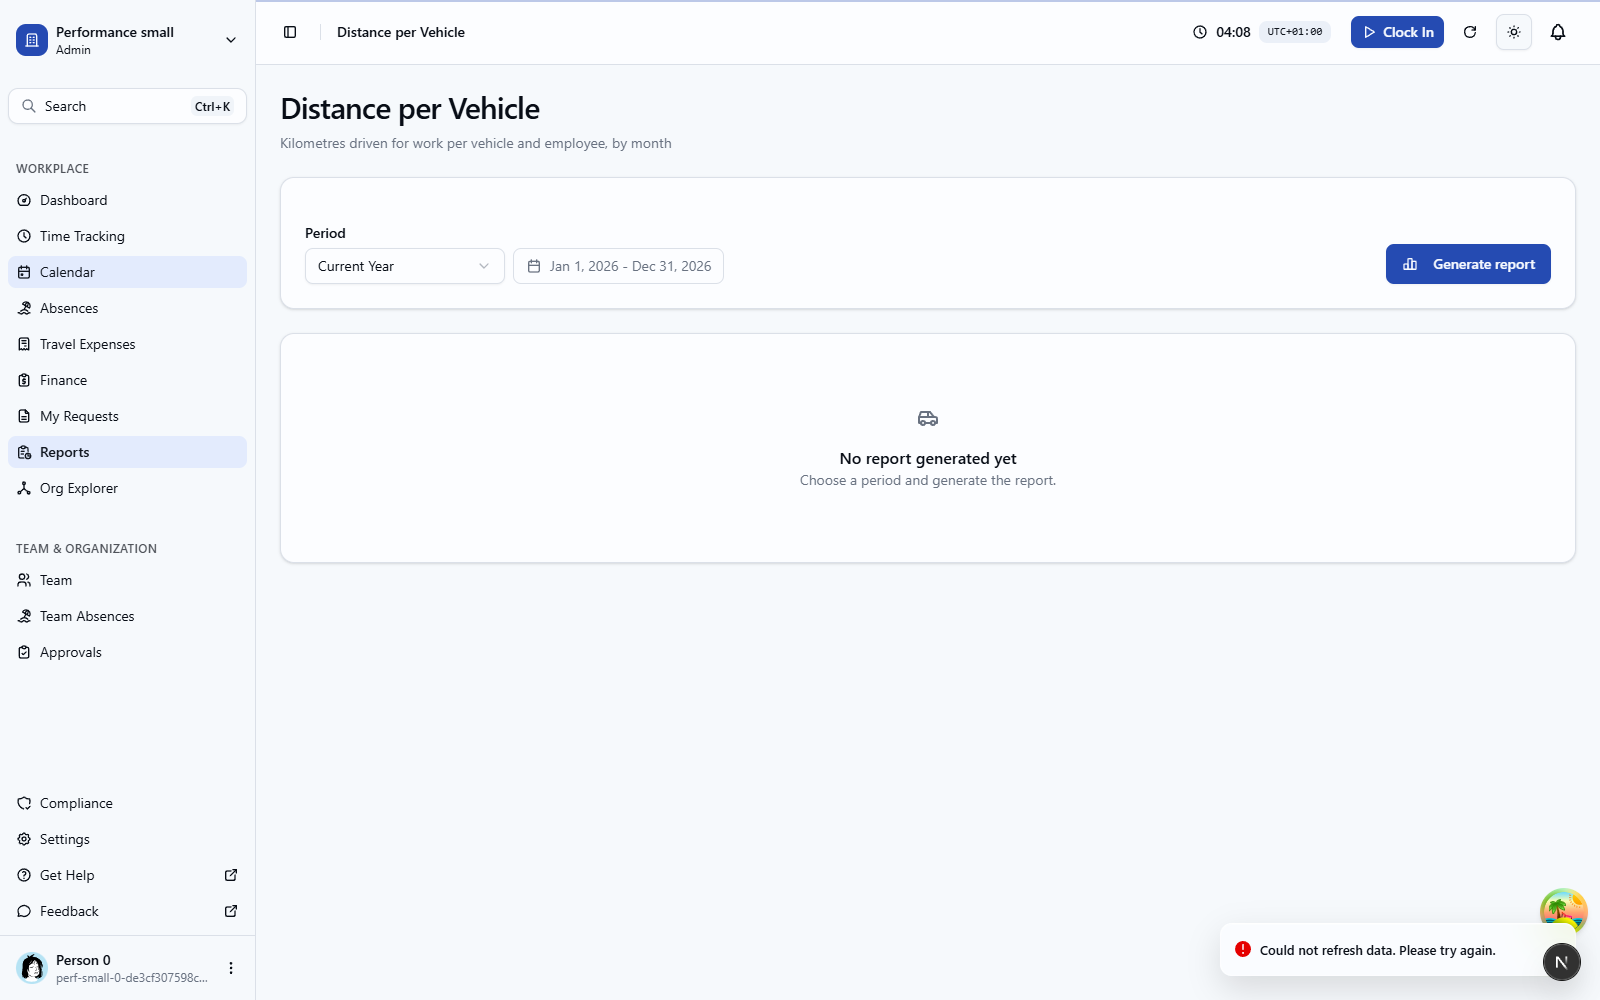 Performance small
Admin
Search
Ctrl+K
WORKPLACE
Dashboard
Time Tracking
Calendar
Absences
Travel Expenses
Finance
My Requests
Reports
Org Explorer
TEAM & ORGANIZATION
Team
Team Absences
Approvals
Compliance
Settings
Get Help
Feedback
Person 0
perf-small-0-de3cf307598c...
Distance per Vehicle
04:08
UTC+01:00
Clock In
Distance per Vehicle
Kilometres driven for work per vehicle and employee, by month
Period
Current Year
Jan 1, 2026 - Dec 31, 2026
Generate report
No report generated yet
Choose a period and generate the report.
Could not refresh data. Please try again.
N